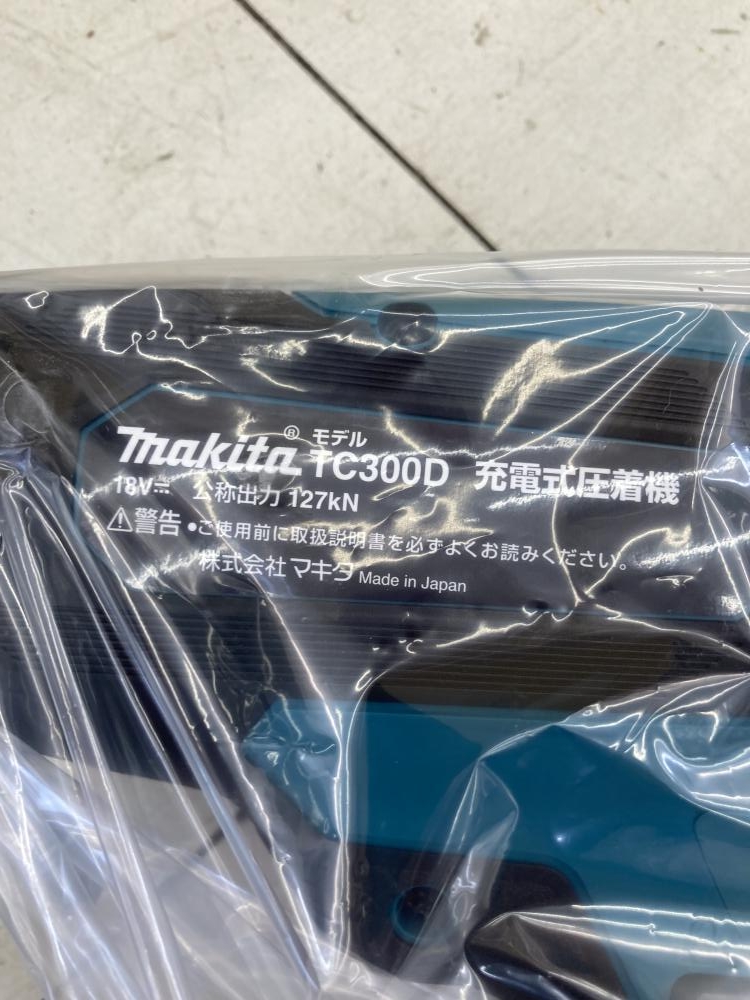 makita® モデル TC300D 充電式圧着機
18V⎓ 公称出力 127kN
⚠警告 ●ご使用前に取扱説明書を必ずよくお読みください。
株式会社マキタ Made in Japan